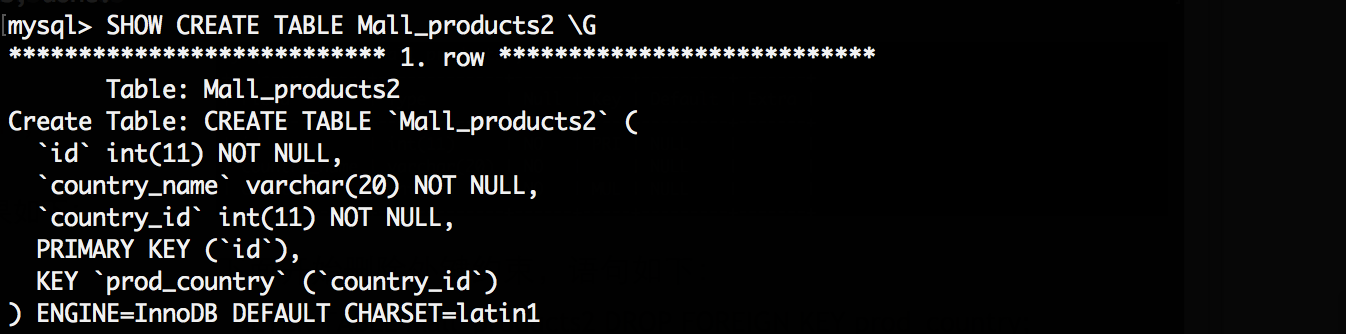 [mysql> SHOW CREATE TABLE Mall_products2 \G
*************************** 1. row ***************************
       Table: Mall_products2
Create Table: CREATE TABLE `Mall_products2` (
  `id` int(11) NOT NULL,
  `country_name` varchar(20) NOT NULL,
  `country_id` int(11) NOT NULL,
  PRIMARY KEY (`id`),
  KEY `prod_country` (`country_id`)
) ENGINE=InnoDB DEFAULT CHARSET=latin1